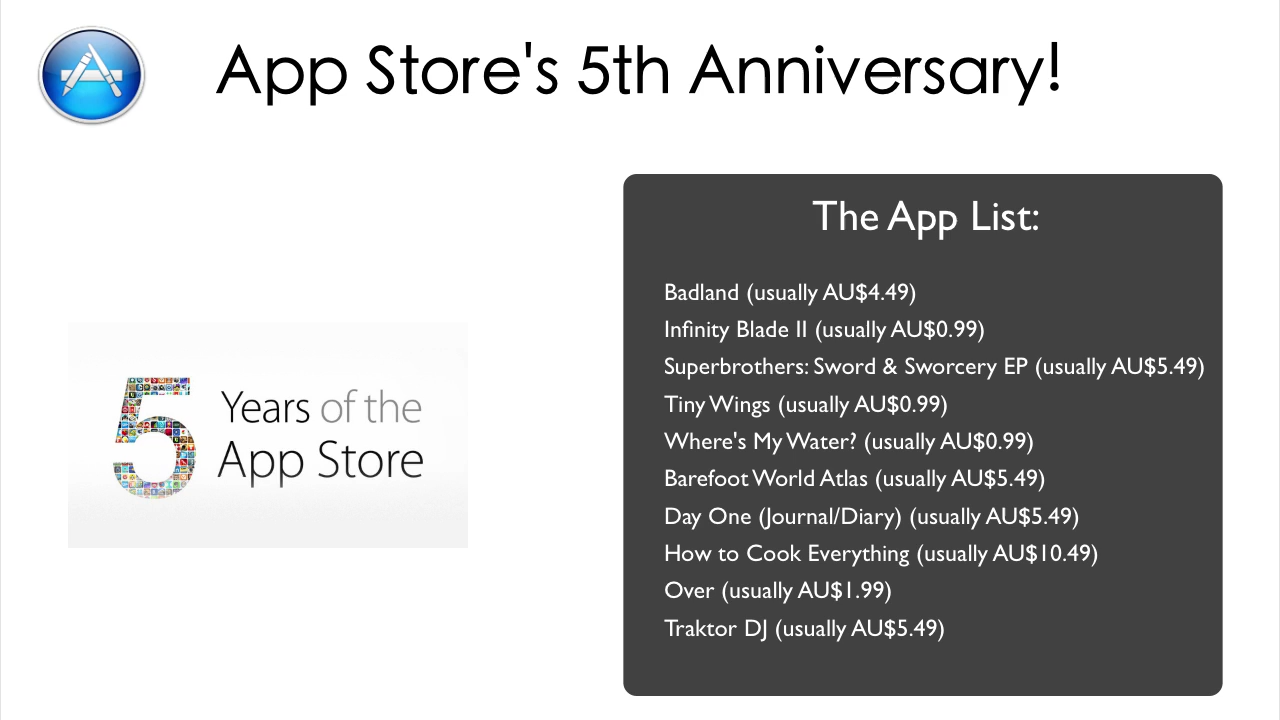 App Store's 5th Anniversary!
5 Years of the
App Store
The App List:
Badland (usually AU$4.49)
Infinity Blade II (usually AU$0.99)
Superbrothers: Sword & Sworcery EP (usually AU$5.49)
Tiny Wings (usually AU$0.99)
Where's My Water? (usually AU$0.99)
Barefoot World Atlas (usually AU$5.49)
Day One (Journal/Diary) (usually AU$5.49)
How to Cook Everything (usually AU$10.49)
Over (usually AU$1.99)
Traktor DJ (usually AU$5.49)